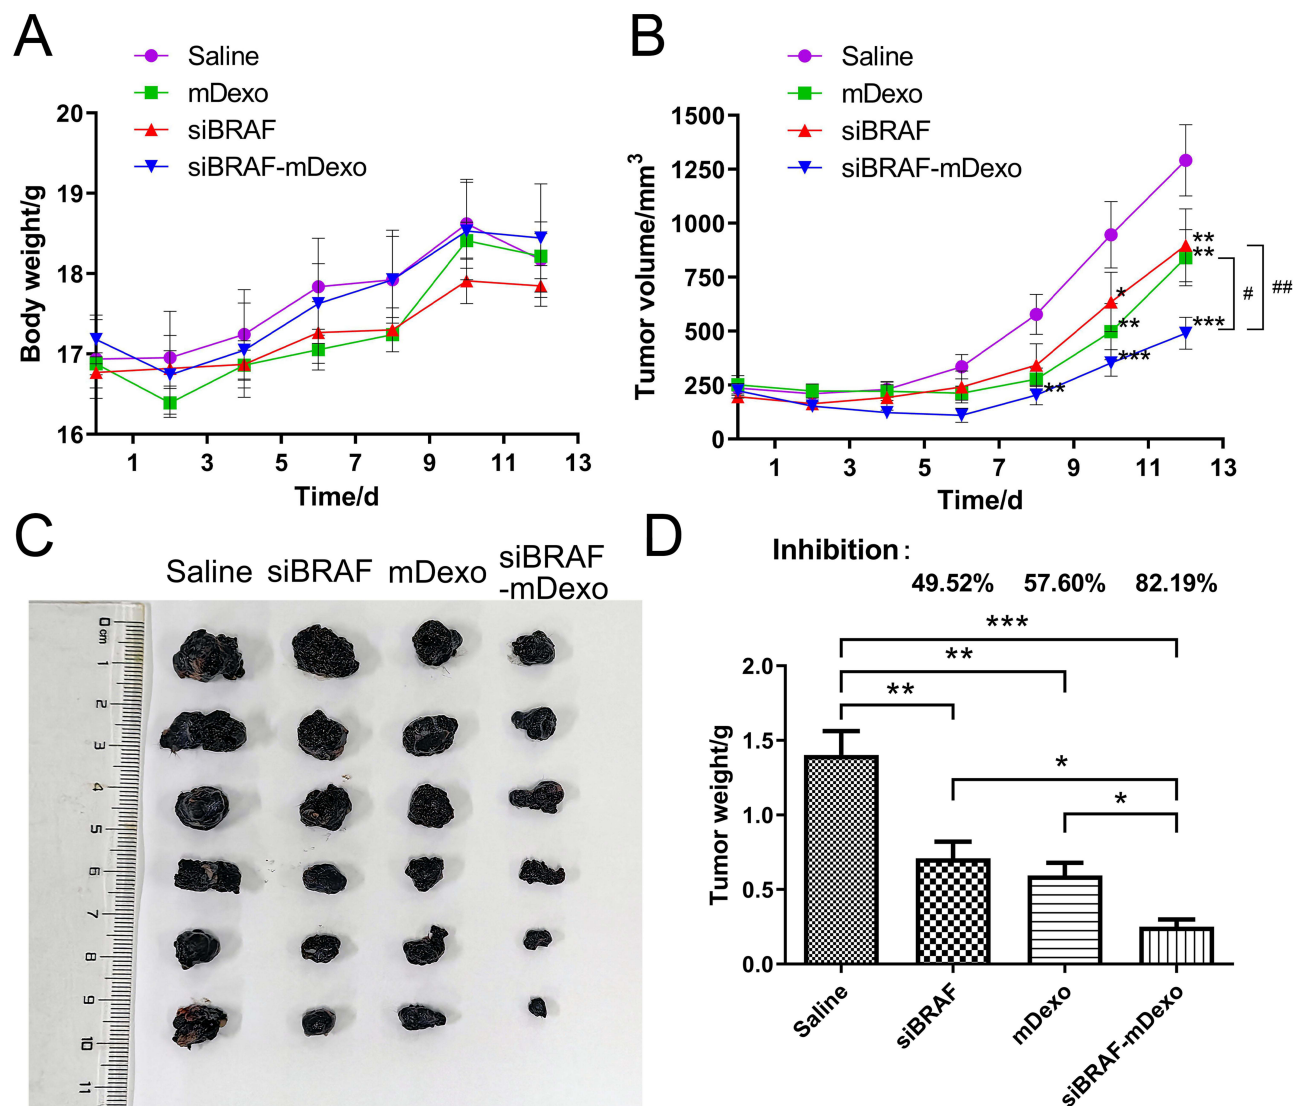 A
Saline
mDexo
siBRAF
siBRAF-mDexo
Body weight/g
20
19
18
17
16
1 3 5 7 9 11 13
Time/d
B
Saline
mDexo
siBRAF
siBRAF-mDexo
Tumor volume/mm³
1500
1250
1000
750
500
250
0
**
**
*
**
***
***
**
#
##
1 3 5 7 9 11 13
Time/d
C
Saline siBRAF mDexo siBRAF
-mDexo
0 cm
1
2
3
4
5
6
7
8
9
10
11
D
Inhibition:
49.52% 57.60% 82.19%
***
**
**
*
*
Tumor weight/g
2.0
1.5
1.0
0.5
0.0
Saline
siBRAF
mDexo
siBRAF-mDexo